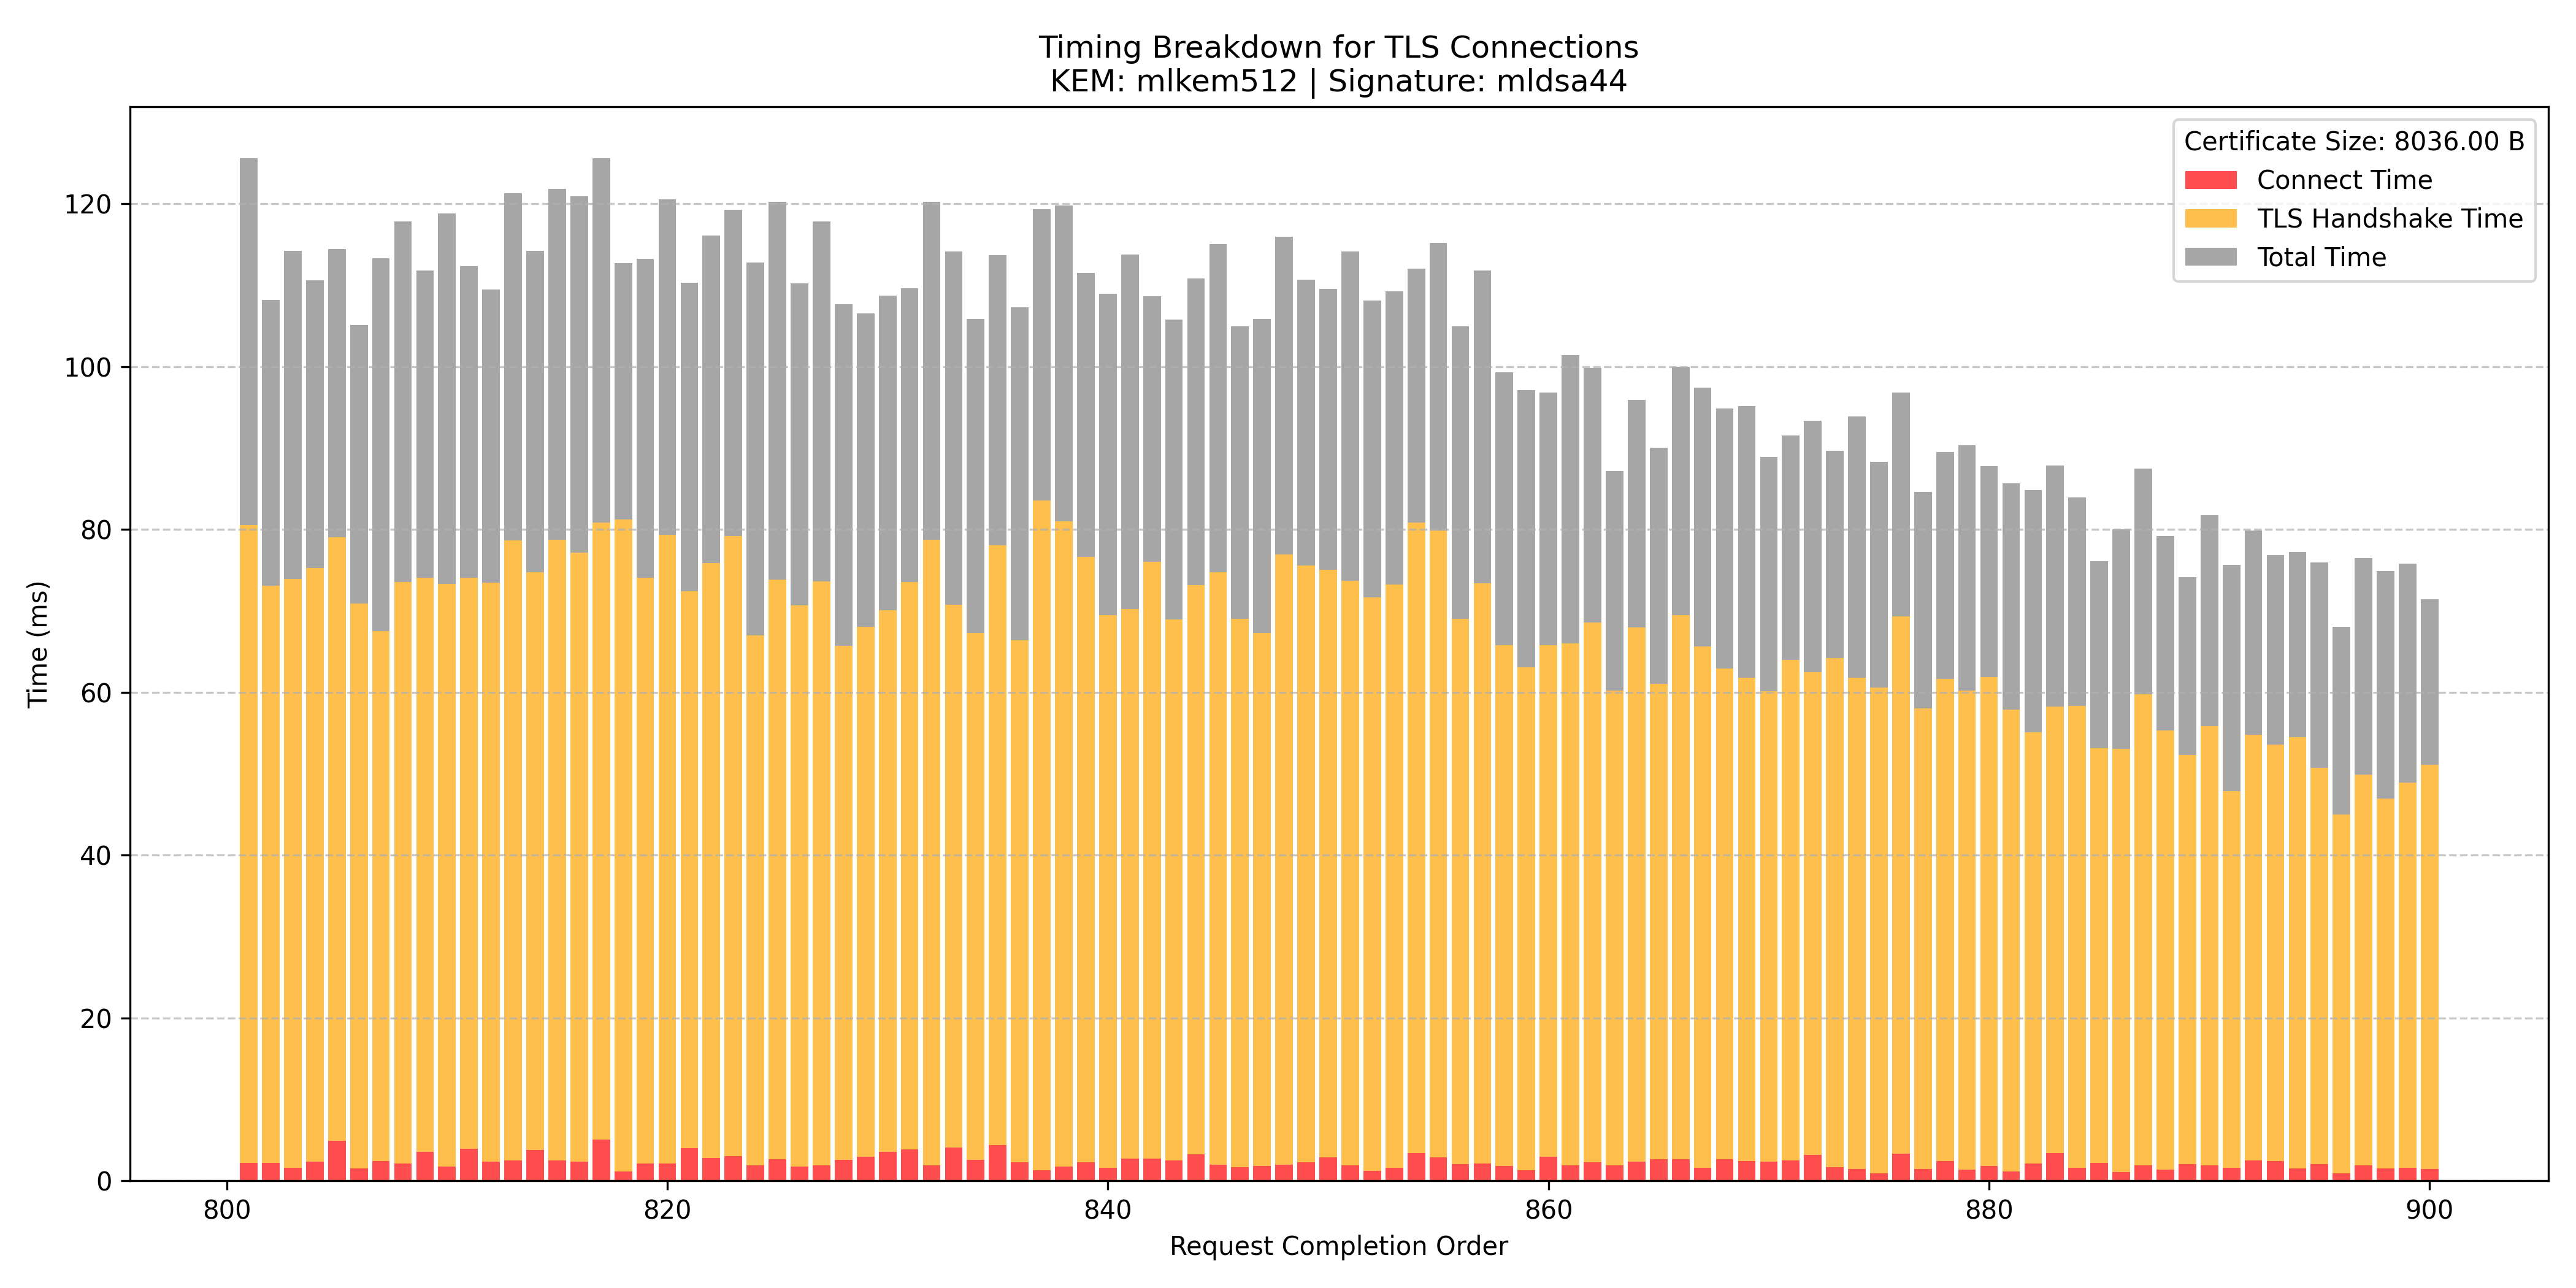 Timing Breakdown for TLS Connections
KEM: mlkem512 | Signature: mldsa44
Certificate Size: 8036.00 B
Connect Time
TLS Handshake Time
Total Time
Time (ms)
120
100
80
60
40
20
0
800 820 840 860 880 900
Request Completion Order